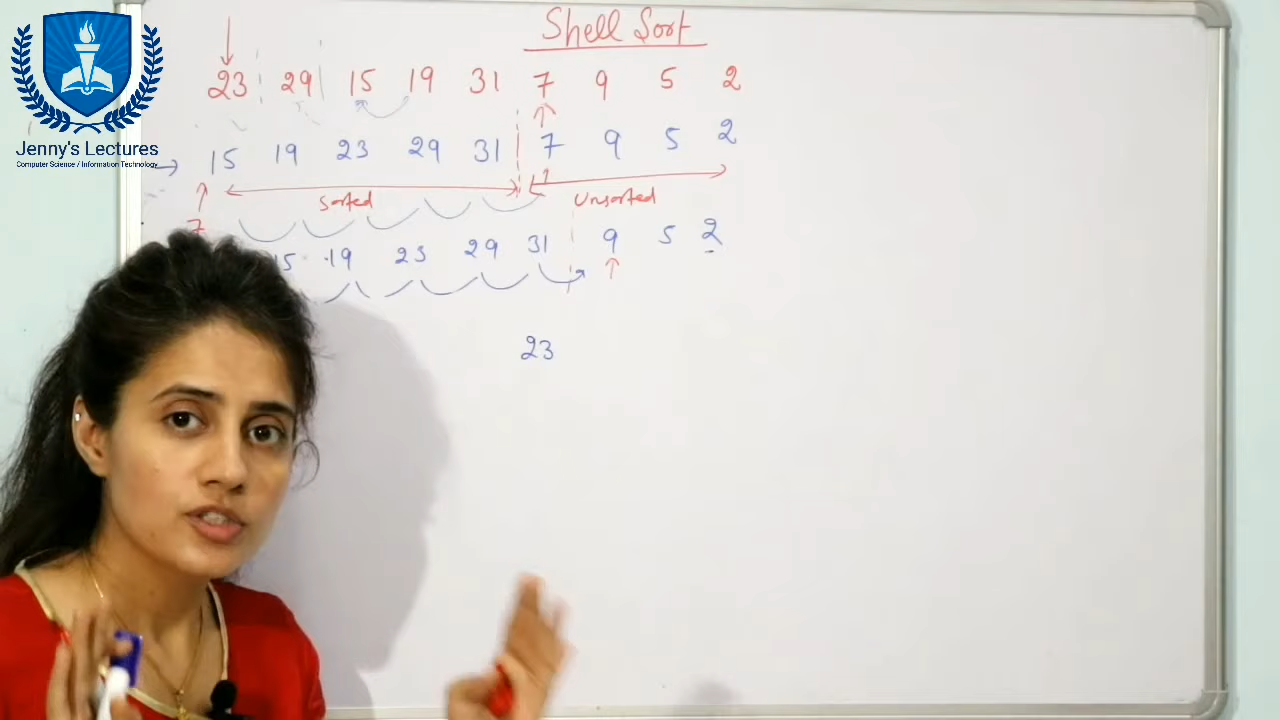 Shell Sort
23 29 15 19 31 7 9 5 2
Jenny's Lectures
Computer Science / Information Technology
15 19 23 29 31 7 9 5 2
Sorted Unsorted
7
15 19 23 29 31 9 5 2
23